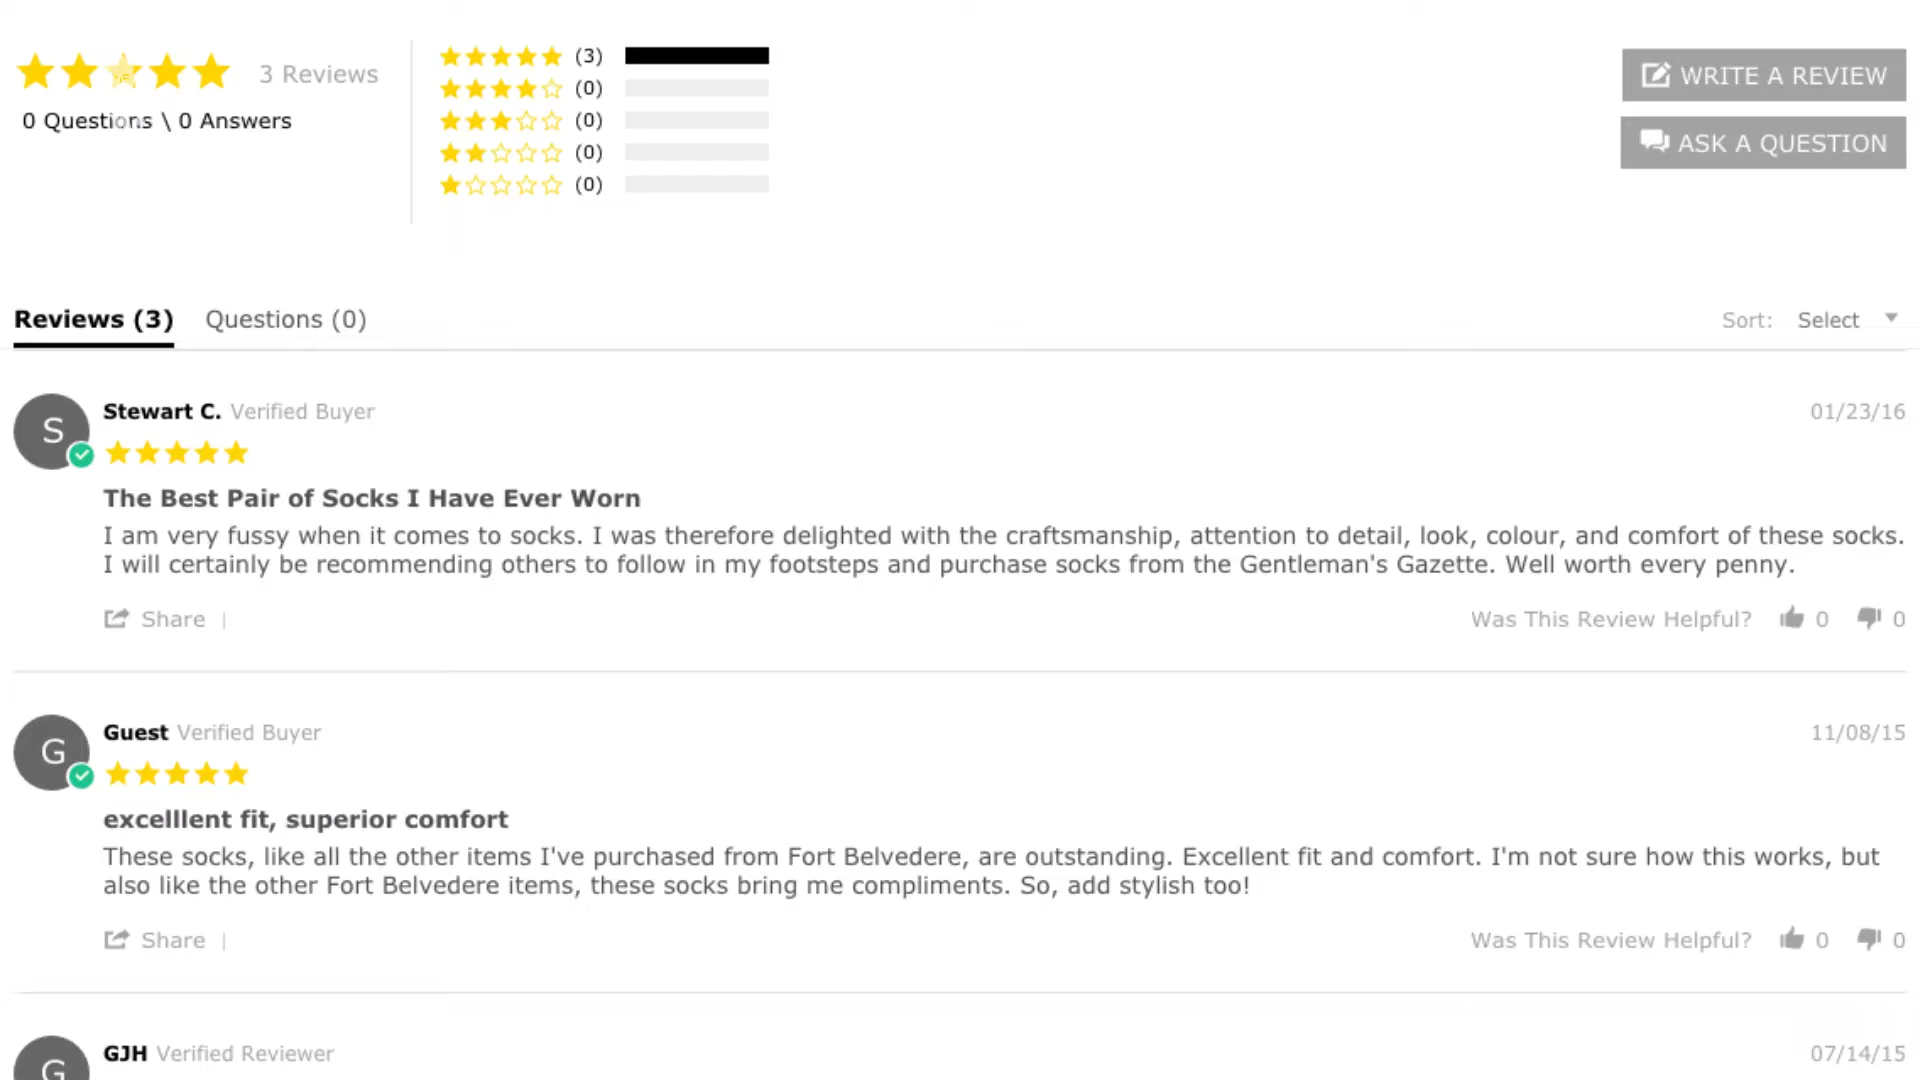 3 Reviews
0 Questions \ 0 Answers
(3)
(0)
(0)
(0)
(0)
WRITE A REVIEW
ASK A QUESTION
Reviews (3) Questions (0)
Sort: Select
S
Stewart C. Verified Buyer
01/23/16
The Best Pair of Socks I Have Ever Worn
I am very fussy when it comes to socks. I was therefore delighted with the craftsmanship, attention to detail, look, colour, and comfort of these socks.
I will certainly be recommending others to follow in my footsteps and purchase socks from the Gentleman's Gazette. Well worth every penny.
Share |
Was This Review Helpful? 0 0
G
Guest Verified Buyer
11/08/15
excelllent fit, superior comfort
These socks, like all the other items I've purchased from Fort Belvedere, are outstanding. Excellent fit and comfort. I'm not sure how this works, but
also like the other Fort Belvedere items, these socks bring me compliments. So, add stylish too!
Share |
Was This Review Helpful? 0 0
G
GJH Verified Reviewer
07/14/15